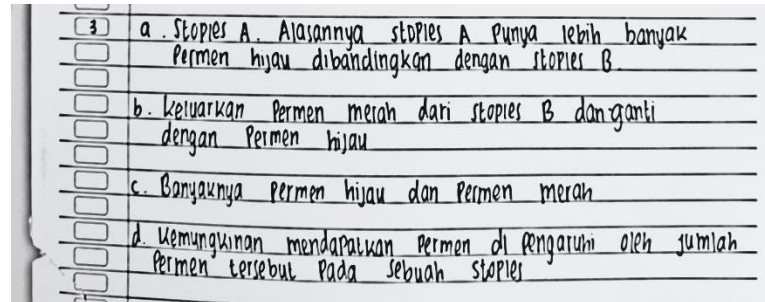 3 a. Stoples A. Alasannya stoples A punya lebih banyak
permen hijau dibandingkan dengan stoples B.
b. Keluarkan permen merah dari stoples B dan ganti
dengan permen hijau
c. Banyaknya permen hijau dan permen merah
d. Kemungkinan mendapatkan permen di pengaruhi oleh jumlah
permen tersebut pada sebuah stoples